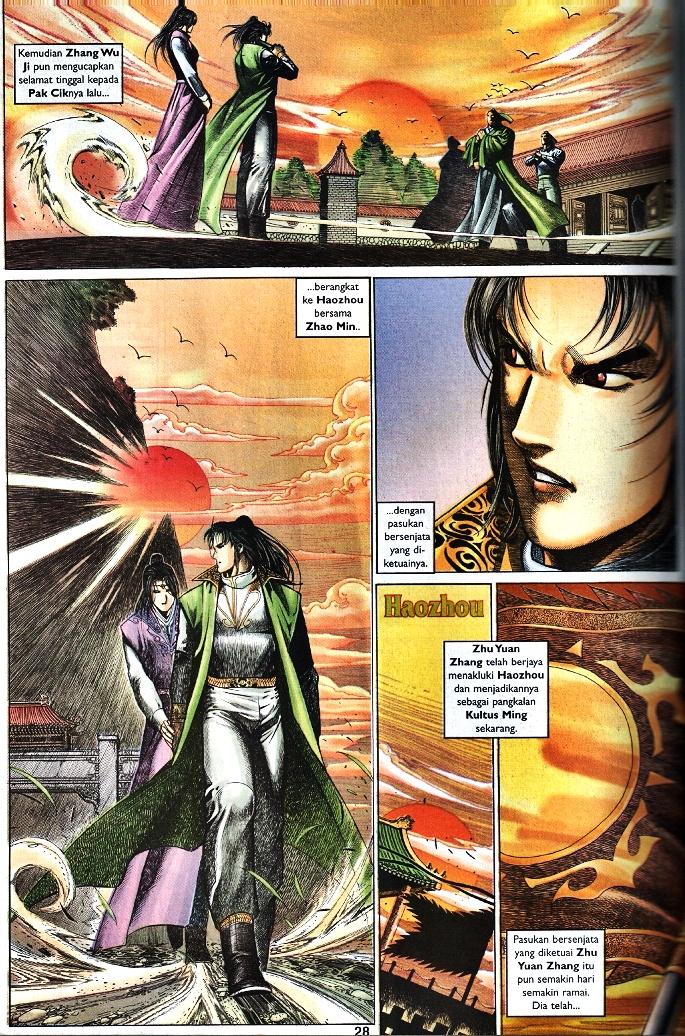 Kemudian Zhang Wu
Ji pun mengucapkan
selamat tinggal kepada
Pak Ciknya lalu...
...berangkat
ke Haozhou
bersama
Zhao Min..
...dengan
pasukan
bersenjata
yang di-
ketuainya.
Haozhou
Zhu Yuan
Zhang telah berjaya
menakluki Haozhou
dan menjadikannya
sebagai pangkalan
Kultus Ming
sekarang.
Pasukan bersenjata
yang diketuai Zhu
Yuan Zhang itu
pun semakin hari
semakin ramai.
Dia telah...
28